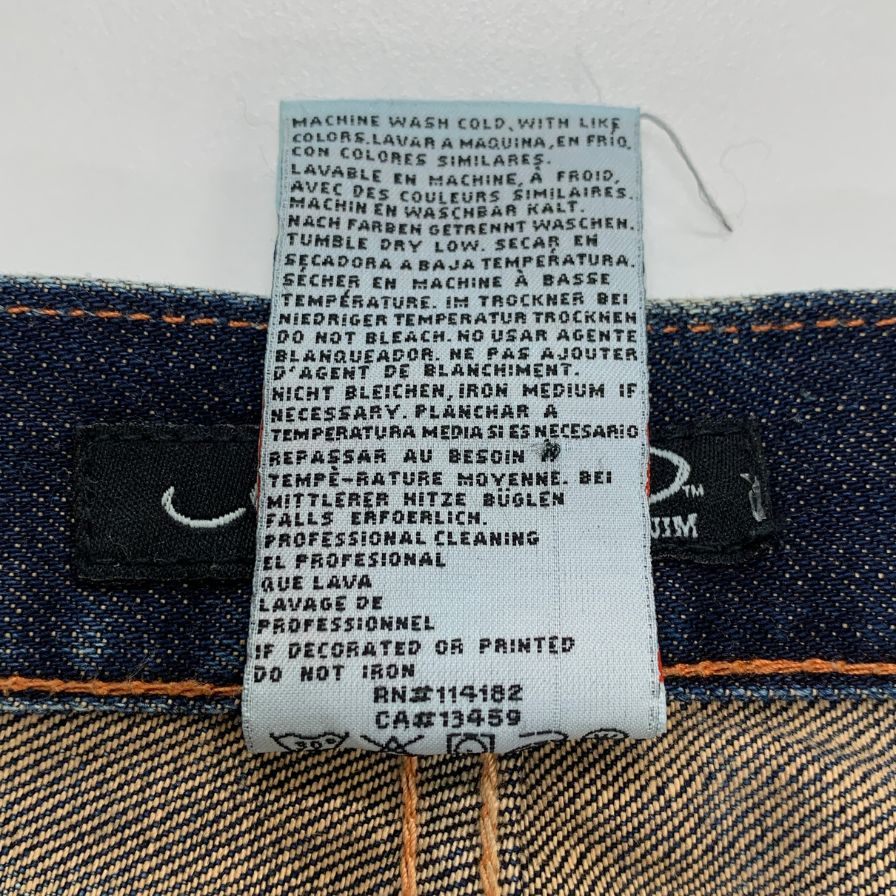 MACHINE WASH COLD, WITH LIKE
COLORS. LAVAR A MAQUINA, EN FRIO,
CON COLORES SIMILARES.
LAVABLE EN MACHINE, À FROID,
AVEC DES COULEURS SIMILAIRES.
MACHIN EN WASCHBAR KALT.
NACH FARBEN GETRENNT WASCHEN.
TUMBLE DRY LOW. SECAR EN
SECADORA A BAJA TEMPERATURA.
SÉCHER EN MACHINE À BASSE
TEMPÉRATURE. IM TROCKNER BEI
NIEDRIGER TEMPERATUR TROCKNEN
DO NOT BLEACH. NO USAR AGENTE
BLANQUEADOR. NE PAS AJOUTER
D'AGENT DE BLANCHIMENT.
NICHT BLEICHEN, IRON MEDIUM IF
NECESSARY. PLANCHAR A
TEMPERATURA MEDIA SI ES NECESARIO
REPASSAR AU BESOIN
TEMPÈ-RATURE MOYENNE. BEI
MITTLERER HITZE BÜGLEN
FALLS ERFOERLICH.
PROFESSIONAL CLEANING
EL PROFESIONAL
QUE LAVA
LAVAGE DE
PROFESSIONNEL
IF DECORATED OR PRINTED
DO NOT IRON
RN#114182
CA#13459
30°
TM